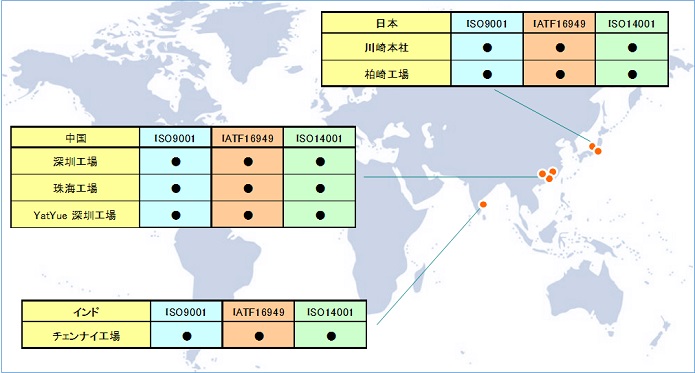 日本 ISO9001 IATF16949 ISO14001
川崎本社 ● ● ●
柏崎工場 ● ● ●
中国 ISO9001 IATF16949 ISO14001
深圳工場 ● ● ●
珠海工場 ● ● ●
YatYue 深圳工場 ● ● ●
インド ISO9001 IATF16949 ISO14001
チェンナイ工場 ● ● ●